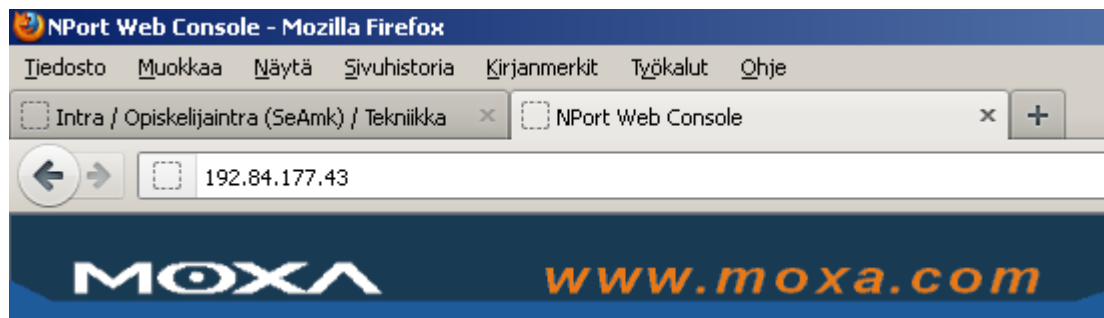 NPort Web Console - Mozilla Firefox
Tiedosto Muokkaa Näytä Sivuhistoria Kirjanmerkit Työkalut Ohje
Intra / Opiskelijaintra (SeAmk) / Tekniikka × NPort Web Console × +
192.84.177.43
MOXA www.moxa.com